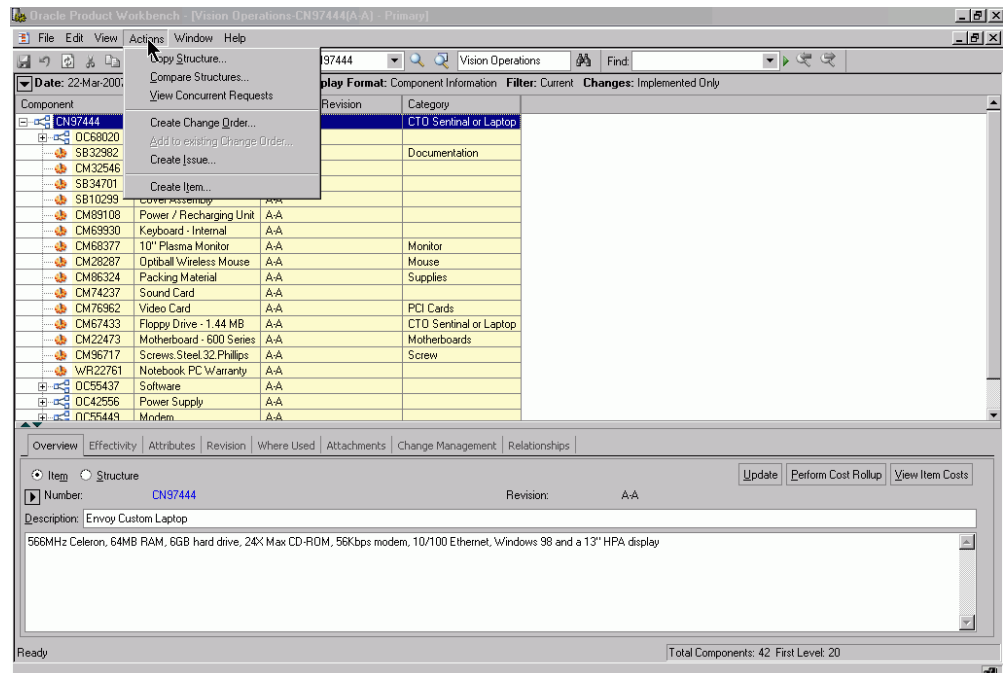 Oracle Product Workbench - [Vision Operations-CN97444(A-A) - Primary]
File Edit View Actions Window Help
97444 Vision Operations Find:
Date: 22-Mar-200 play Format: Component Information Filter: Current Changes: Implemented Only
Copy Structure...
Compare Structures...
View Concurrent Requests
Create Change Order...
Add to existing Change Order...
Create Issue...
Create Item...
Component Revision Category
CN97444 CTO Sentinal or Laptop
OC68020
SB32982 Documentation
CM32546
SB34701
SB10299 Cover Assembly A-A
CM89108 Power / Recharging Unit A-A
CM69930 Keyboard - Internal A-A
CM68377 10" Plasma Monitor A-A Monitor
CM28287 Optiball Wireless Mouse A-A Mouse
CM86324 Packing Material A-A Supplies
CM74237 Sound Card A-A
CM76962 Video Card A-A PCI Cards
CM67433 Floppy Drive - 1.44 MB A-A CTO Sentinal or Laptop
CM22473 Motherboard - 600 Series A-A Motherboards
CM96717 Screws.Steel.32.Phillips A-A Screw
WR22761 Notebook PC Warranty A-A
OC55437 Software A-A
OC42556 Power Supply A-A
OC55449 Modem A-A
Overview Effectivity Attributes Revision Where Used Attachments Change Management Relationships
Item Structure Update Perform Cost Rollup View Item Costs
Number: CN97444 Revision: A-A
Description: Envoy Custom Laptop
566MHz Celeron, 64MB RAM, 6GB hard drive, 24X Max CD-ROM, 56Kbps modem, 10/100 Ethernet, Windows 98 and a 13" HPA display
Ready Total Components: 42 First Level: 20